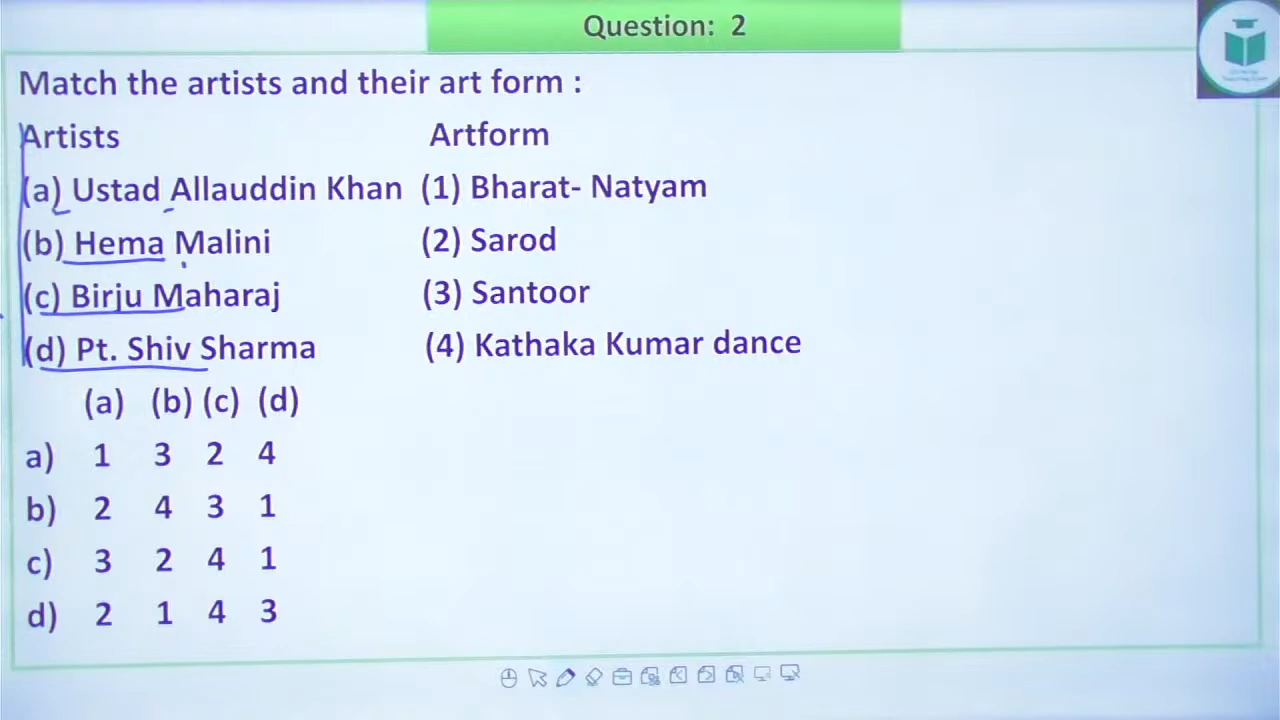 Question: 2
Match the artists and their art form :
Artists Artform
(a) Ustad Allauddin Khan (1) Bharat- Natyam
(b) Hema Malini (2) Sarod
(c) Birju Maharaj (3) Santoor
(d) Pt. Shiv Sharma (4) Kathaka Kumar dance
(a) (b) (c) (d)
a) 1 3 2 4
b) 2 4 3 1
c) 3 2 4 1
d) 2 1 4 3